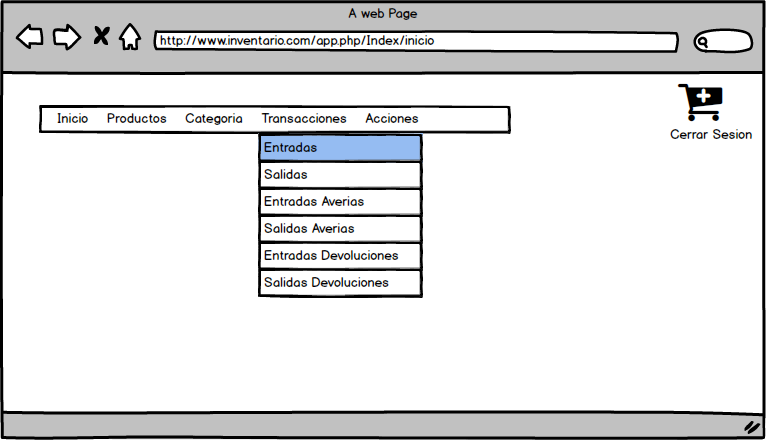 A web Page
http://www.inventario.com/app.php/Index/inicio
Inicio Productos Categoria Transacciones Acciones
Cerrar Sesion
Entradas
Salidas
Entradas Averias
Salidas Averias
Entradas Devoluciones
Salidas Devoluciones